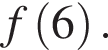 f (6) .